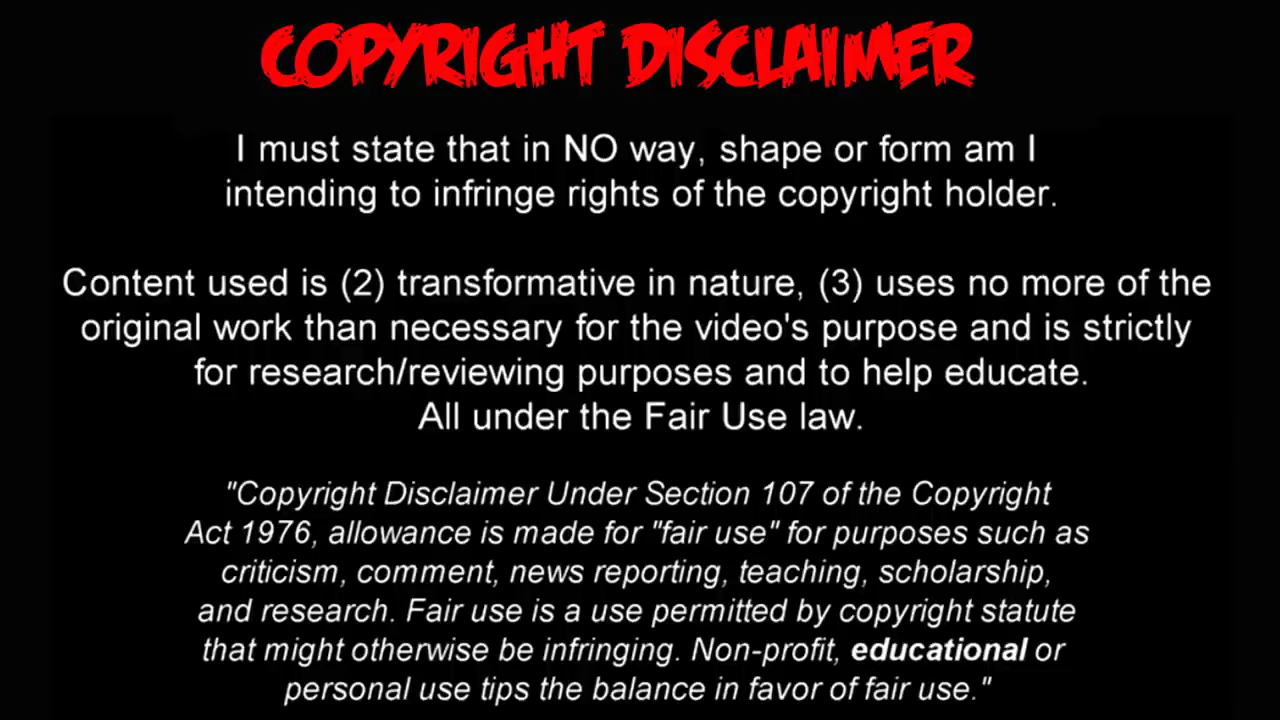 COPYRIGHT DISCLAIMER
I must state that in NO way, shape or form am I
intending to infringe rights of the copyright holder.
Content used is (2) transformative in nature, (3) uses no more of the
original work than necessary for the video's purpose and is strictly
for research/reviewing purposes and to help educate.
All under the Fair Use law.
"Copyright Disclaimer Under Section 107 of the Copyright
Act 1976, allowance is made for "fair use" for purposes such as
criticism, comment, news reporting, teaching, scholarship,
and research. Fair use is a use permitted by copyright statute
that might otherwise be infringing. Non-profit, educational or
personal use tips the balance in favor of fair use."